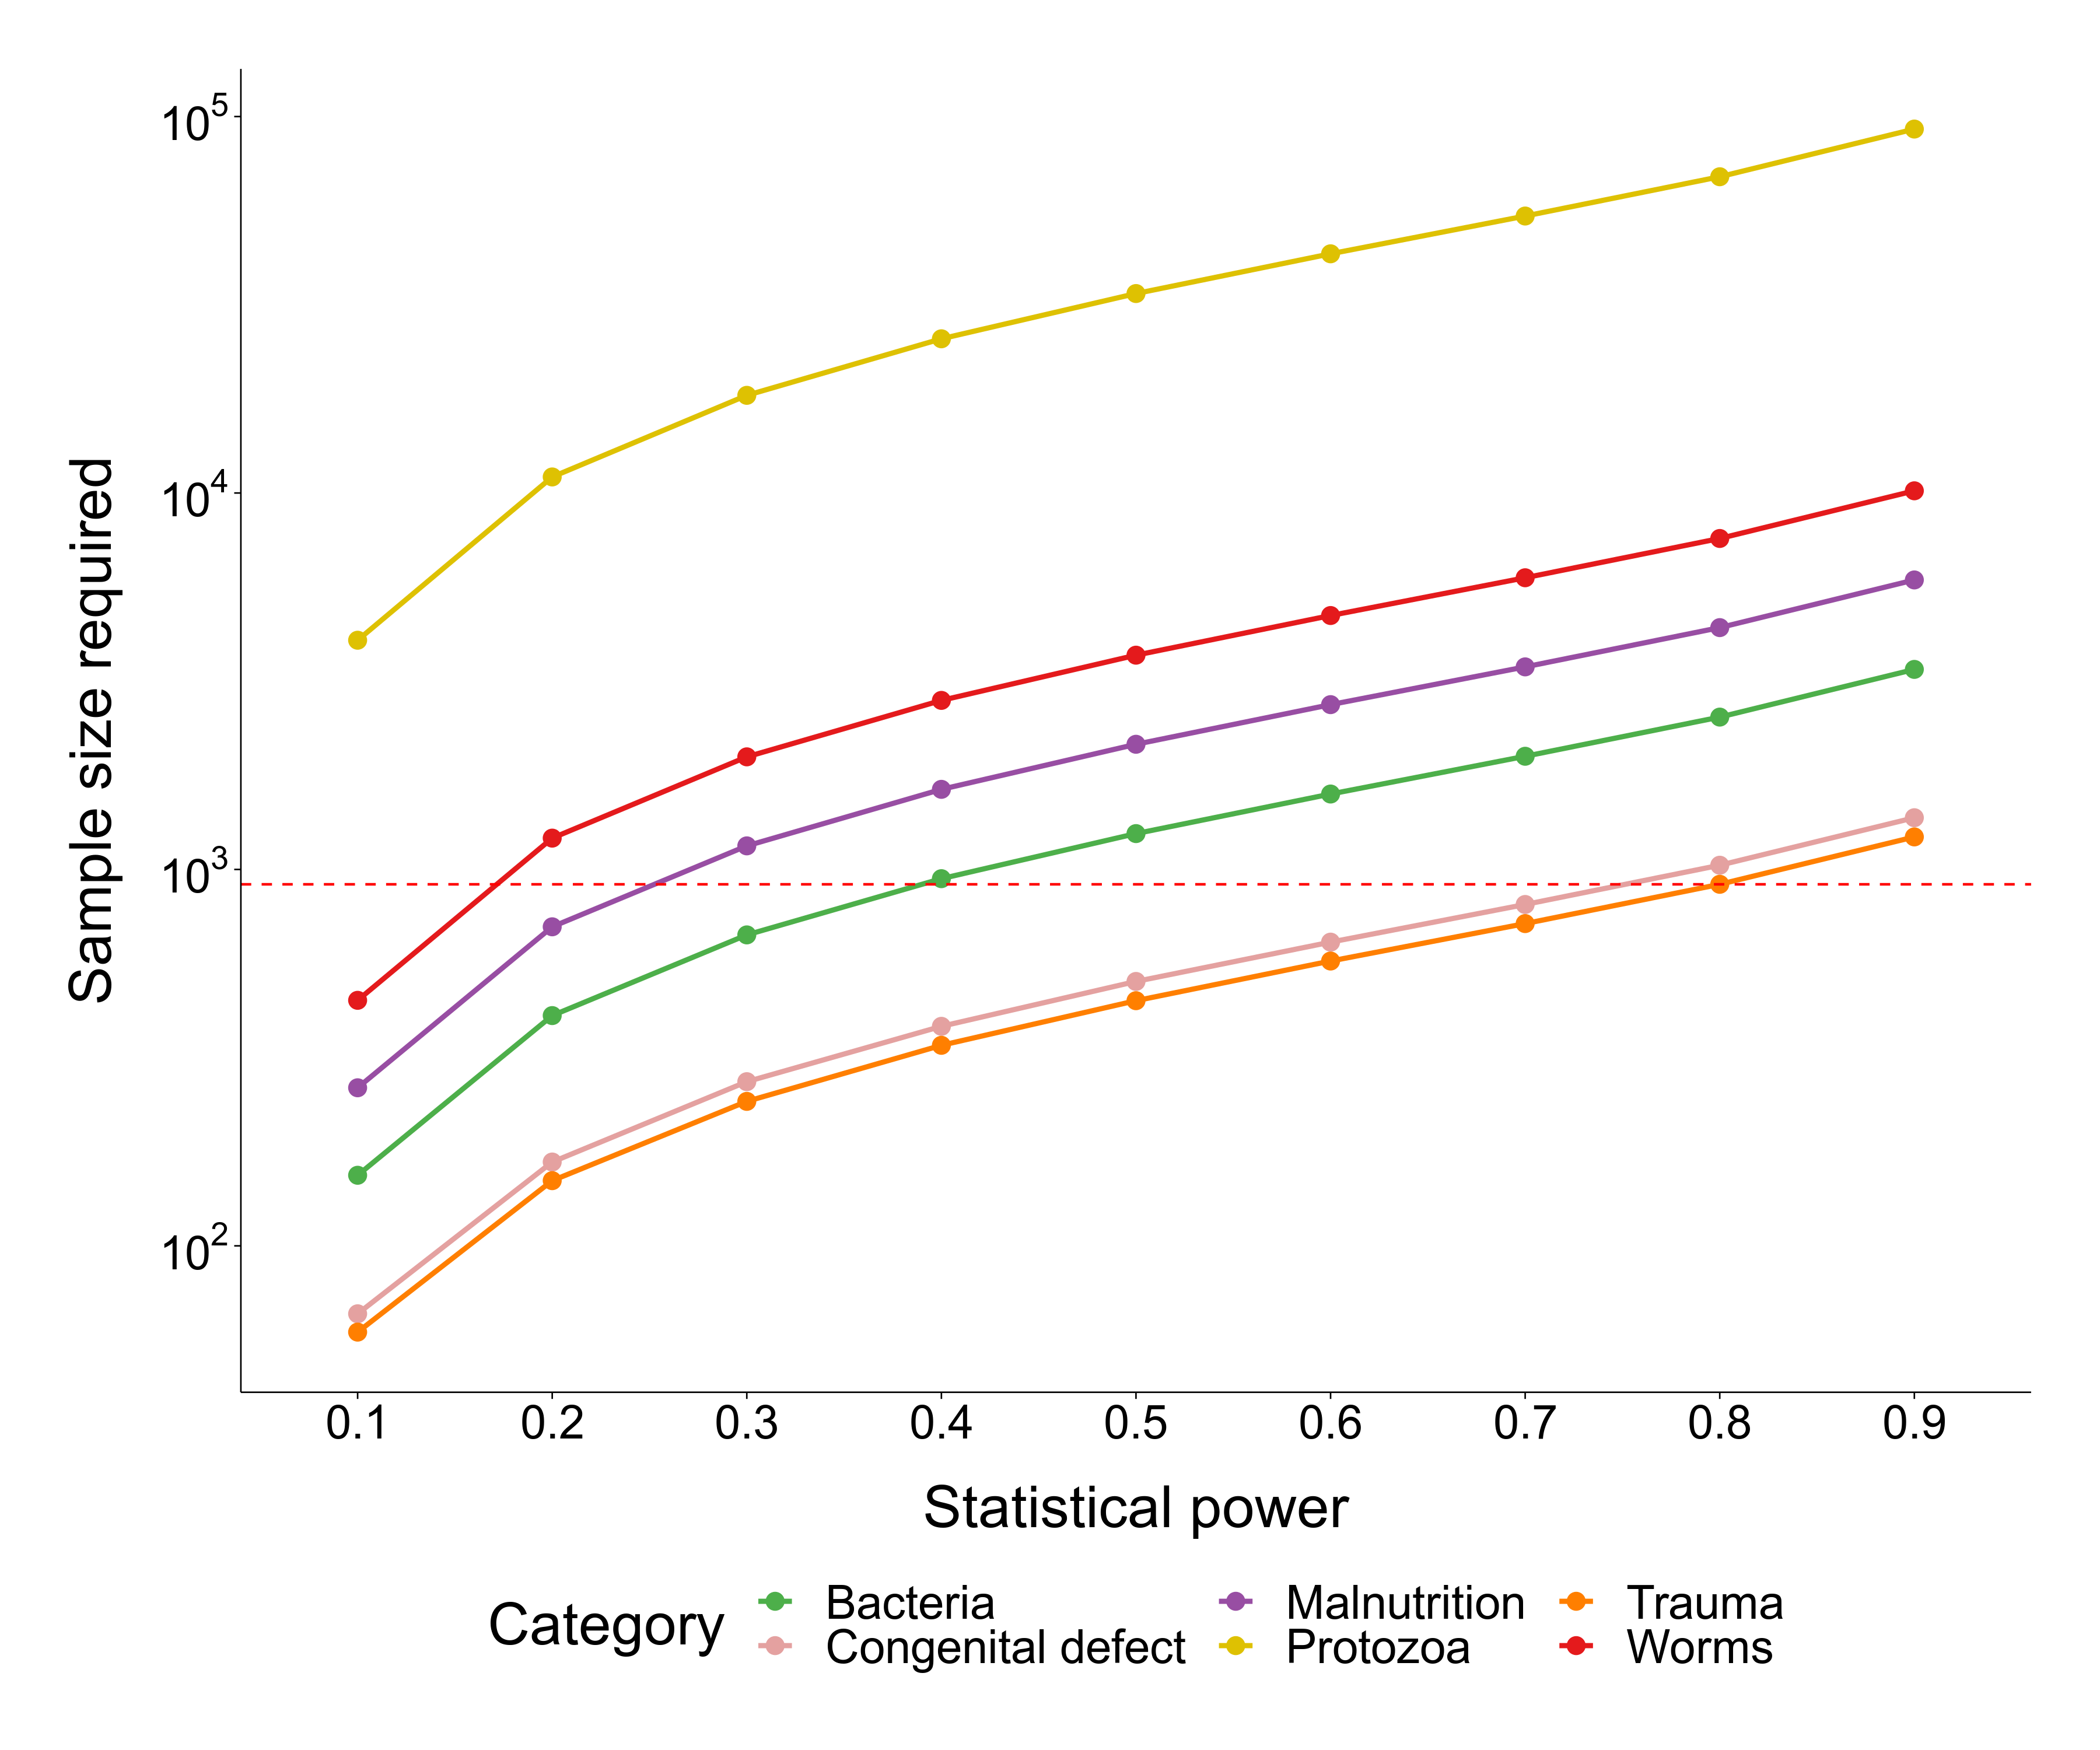 10^5
10^4
10^3
10^2
Sample size required
0.1 0.2 0.3 0.4 0.5 0.6 0.7 0.8 0.9
Statistical power
Category
Bacteria Malnutrition Trauma
Congenital defect Protozoa Worms